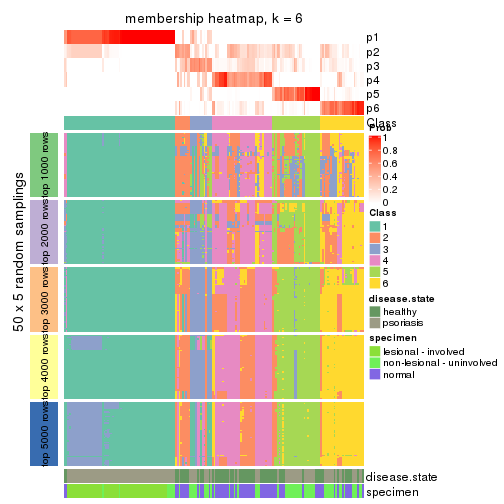 membership heatmap, k = 6
p1
p2
p3
p4
p5
p6
Class
Prob
1
0.8
0.6
0.4
0.2
0
Class
1
2
3
4
5
6
disease.state
healthy
psoriasis
specimen
lesional - involved
non-lesional - uninvolved
normal
50 x 5 random samplings
top 1000 rows
top 2000 rows
top 3000 rows
top 4000 rows
top 5000 rows
disease.state
specimen